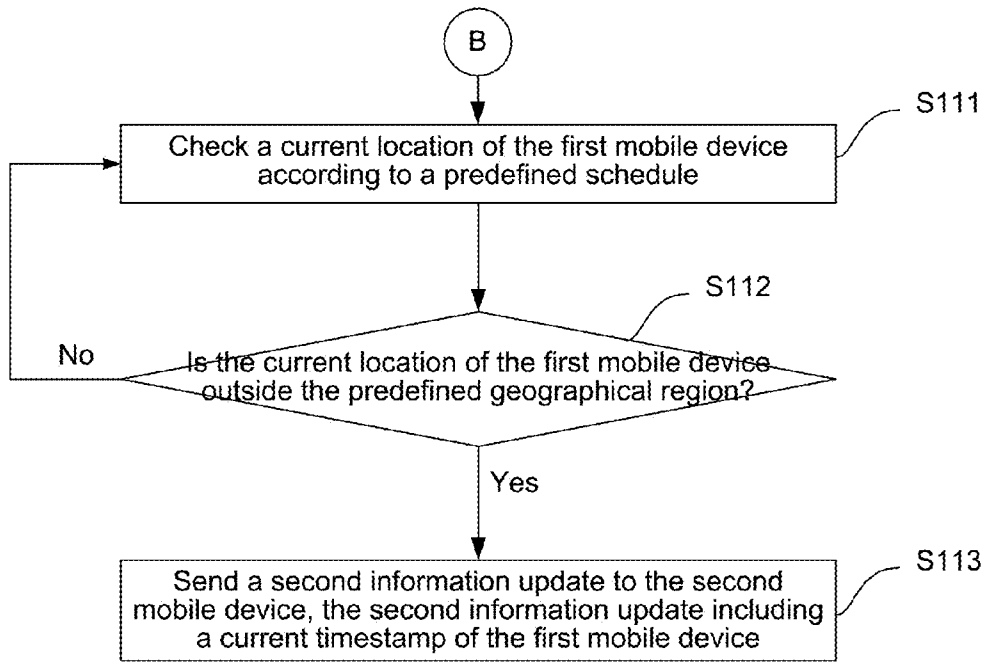 B
S111
Check a current location of the first mobile device
according to a predefined schedule
S112
No
Is the current location of the first mobile device
outside the predefined geographical region?
Yes
S113
Send a second information update to the second
mobile device, the second information update including
a current timestamp of the first mobile device